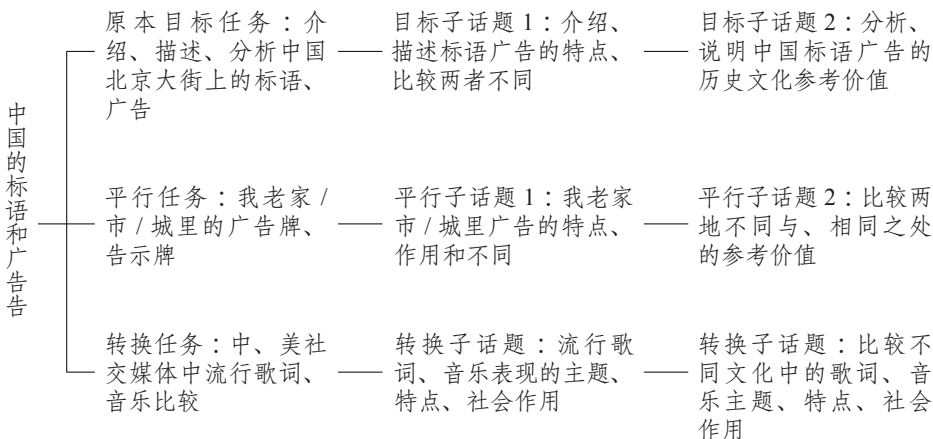 中国的标语和广告告
原本目标任务：介
绍、描述、分析中国
北京大街上的标语、
广告
目标子话题 1：介绍、
描述标语广告的特点、
比较两者不同
目标子话题 2：分析、
说明中国标语广告的
历史文化参考价值
平行任务：我老家 /
市 / 城里的广告牌、
告示牌
平行子话题 1：我老家
市 / 城里广告的特点、
作用和不同
平行子话题 2：比较两
地不同与、相同之处
的参考价值
转换任务：中、美社
交媒体中流行歌词、
音乐比较
转换子话题：流行歌
词、音乐表现的主题、
特点、社会作用
转换子话题：比较不
同文化中的歌词、音
乐主题、特点、社会
作用